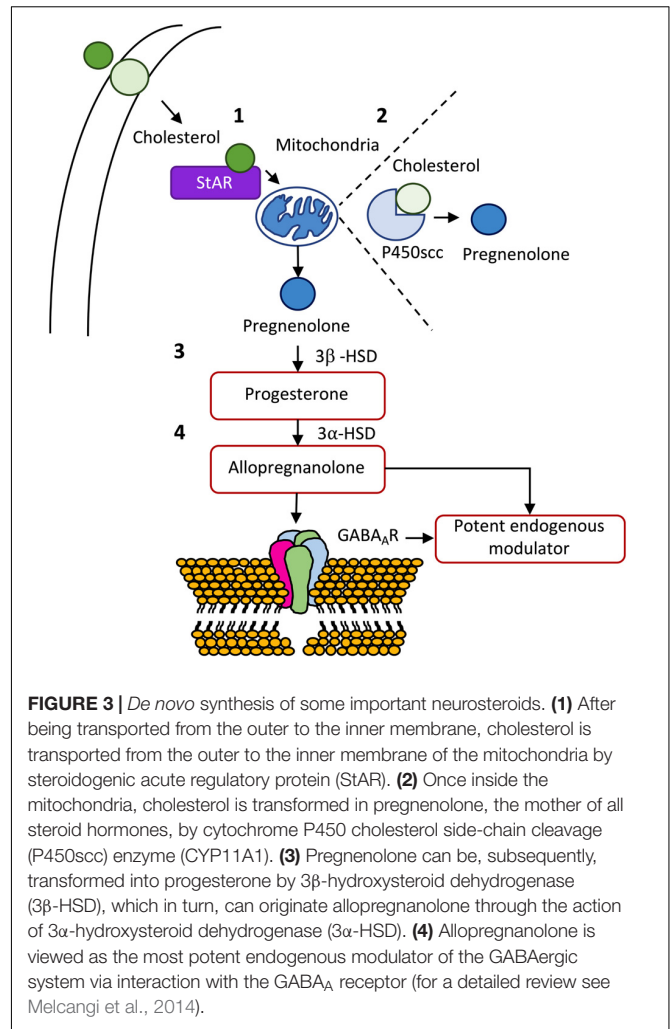 1
2
Cholesterol
Mitochondria
StAR
Cholesterol
P450scc
Pregnenolone
Pregnenolone
3
3β -HSD
Progesterone
4
3α-HSD
Allopregnanolone
GABAAR
Potent endogenous
modulator
FIGURE 3 | De novo synthesis of some important neurosteroids. (1) After
being transported from the outer to the inner membrane, cholesterol is
transported from the outer to the inner membrane of the mitochondria by
steroidogenic acute regulatory protein (StAR). (2) Once inside the
mitochondria, cholesterol is transformed in pregnenolone, the mother of all
steroid hormones, by cytochrome P450 cholesterol side-chain cleavage
(P450scc) enzyme (CYP11A1). (3) Pregnenolone can be, subsequently,
transformed into progesterone by 3β-hydroxysteroid dehydrogenase
(3β-HSD), which in turn, can originate allopregnanolone through the action
of 3α-hydroxysteroid dehydrogenase (3α-HSD). (4) Allopregnanolone is
viewed as the most potent endogenous modulator of the GABAergic
system via interaction with the GABAA receptor (for a detailed review see
Melcangi et al., 2014).